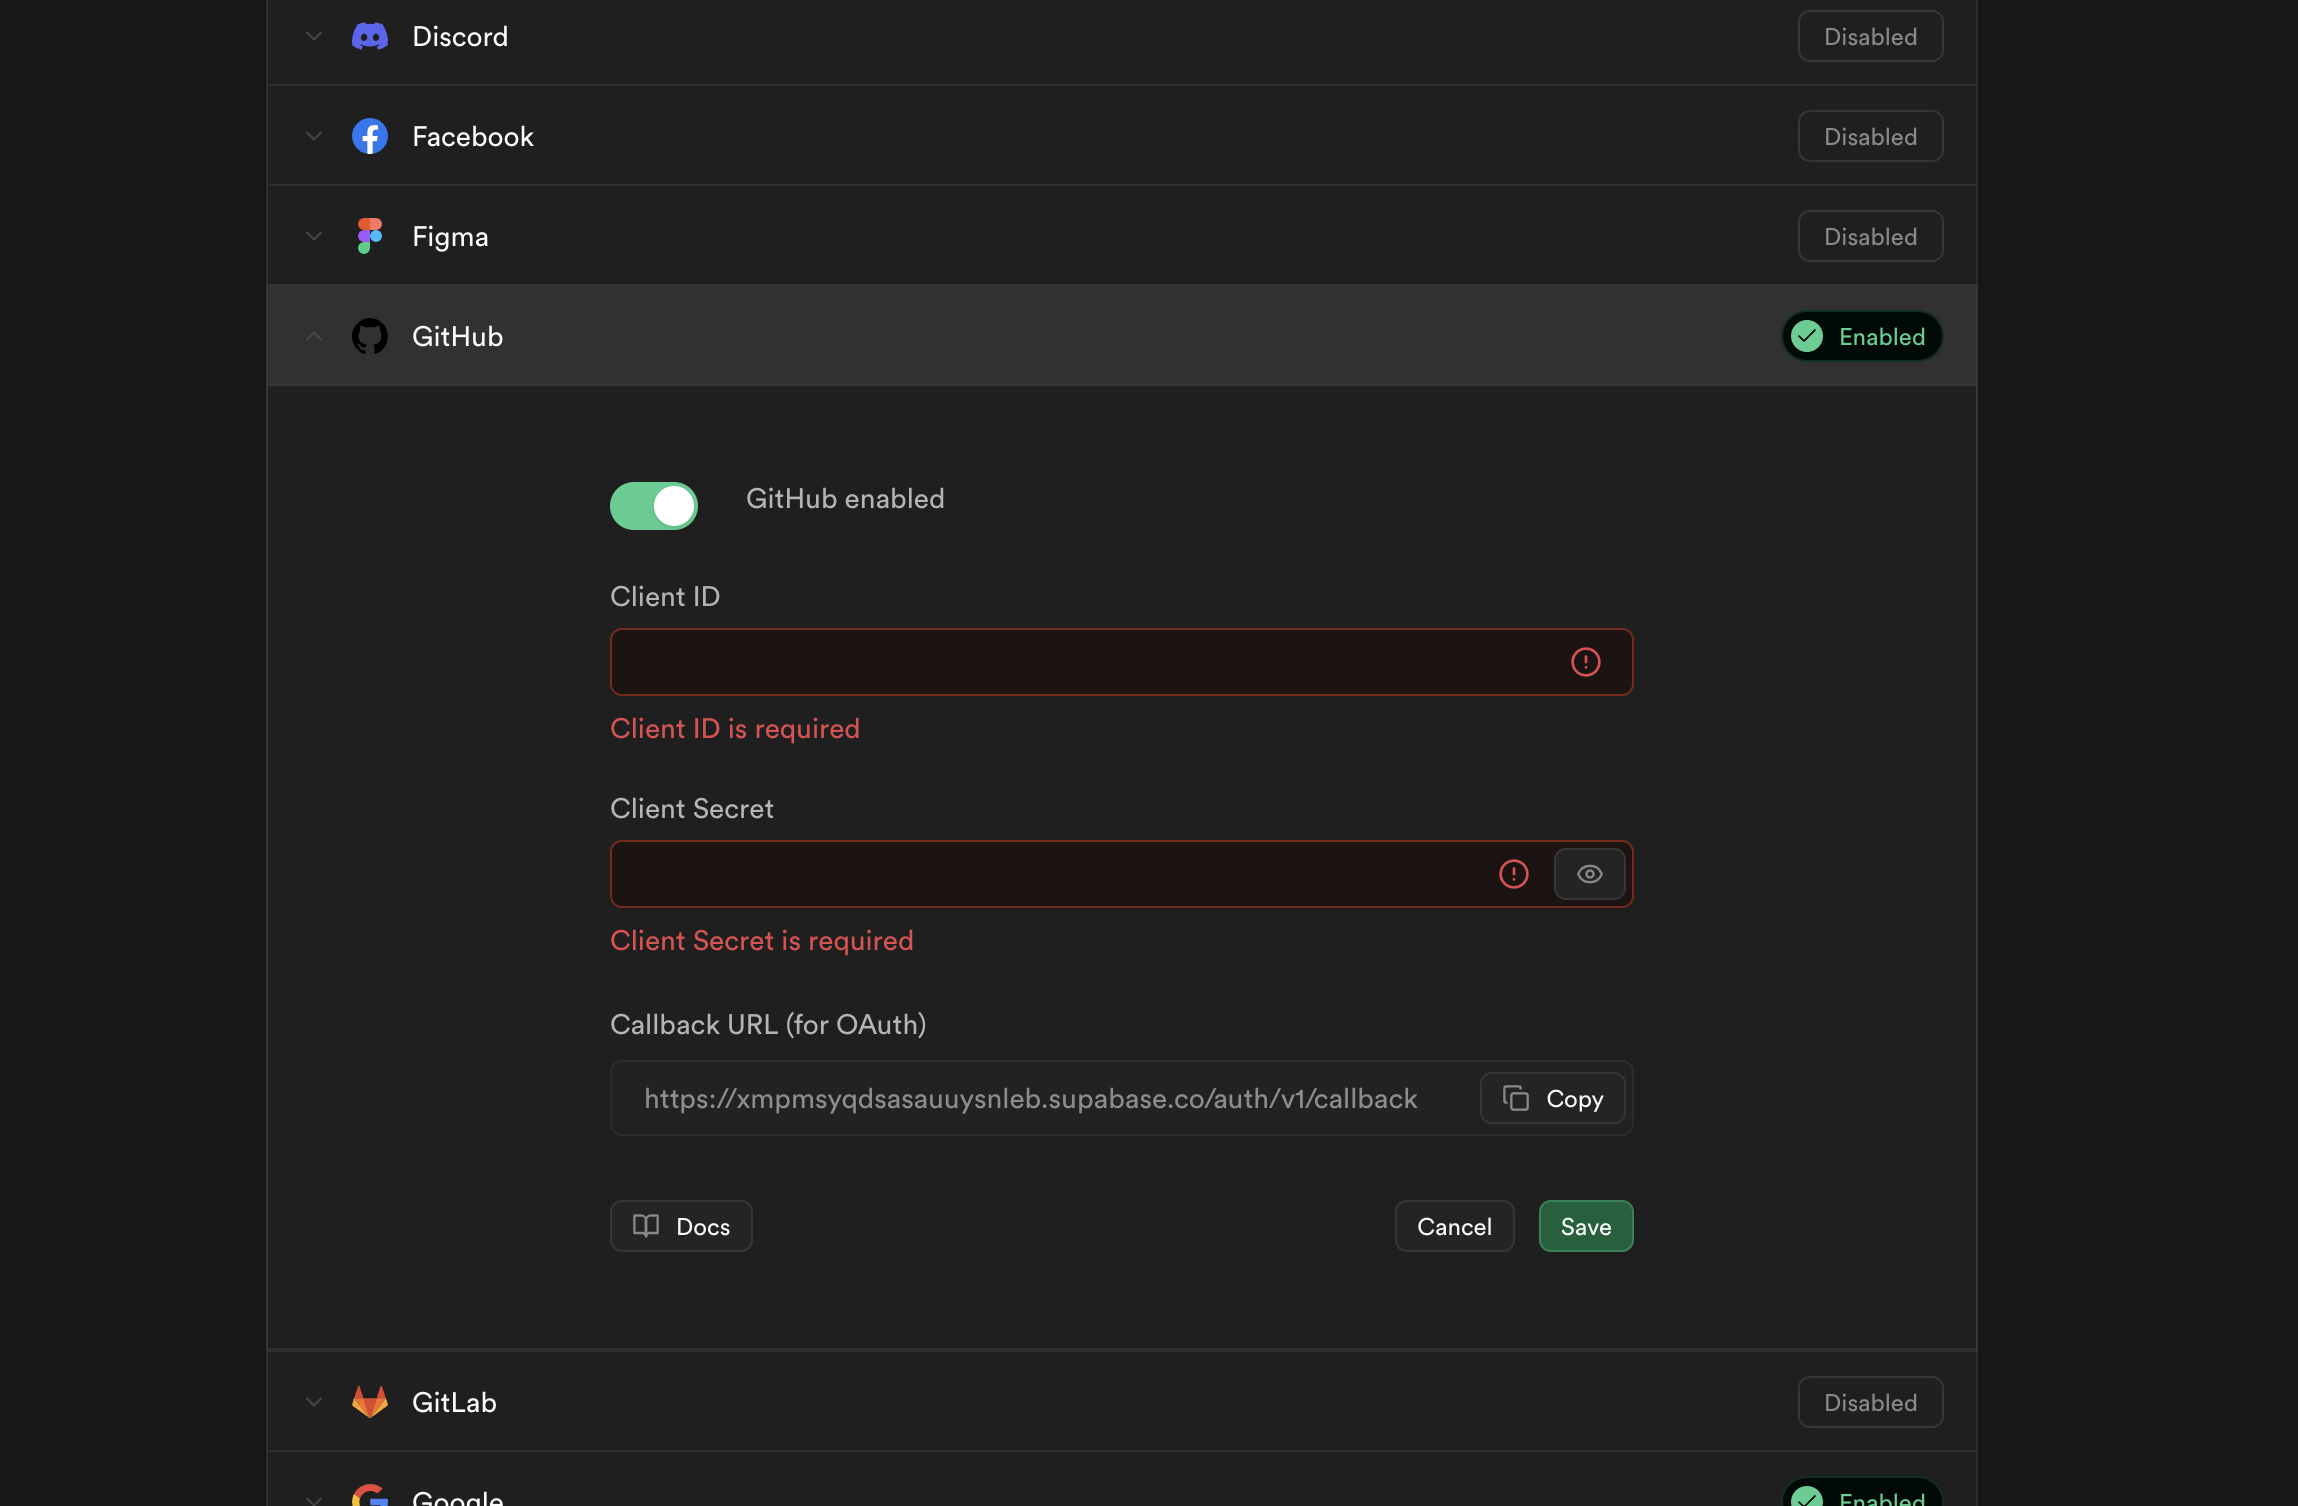 Discord Disabled
Facebook Disabled
Figma Disabled
GitHub Enabled
GitHub enabled
Client ID
Client ID is required
Client Secret
Client Secret is required
Callback URL (for OAuth)
https://xmpmsyqdsasauuysnleb.supabase.co/auth/v1/callback Copy
Docs Cancel Save
GitLab Disabled
Google Enabled